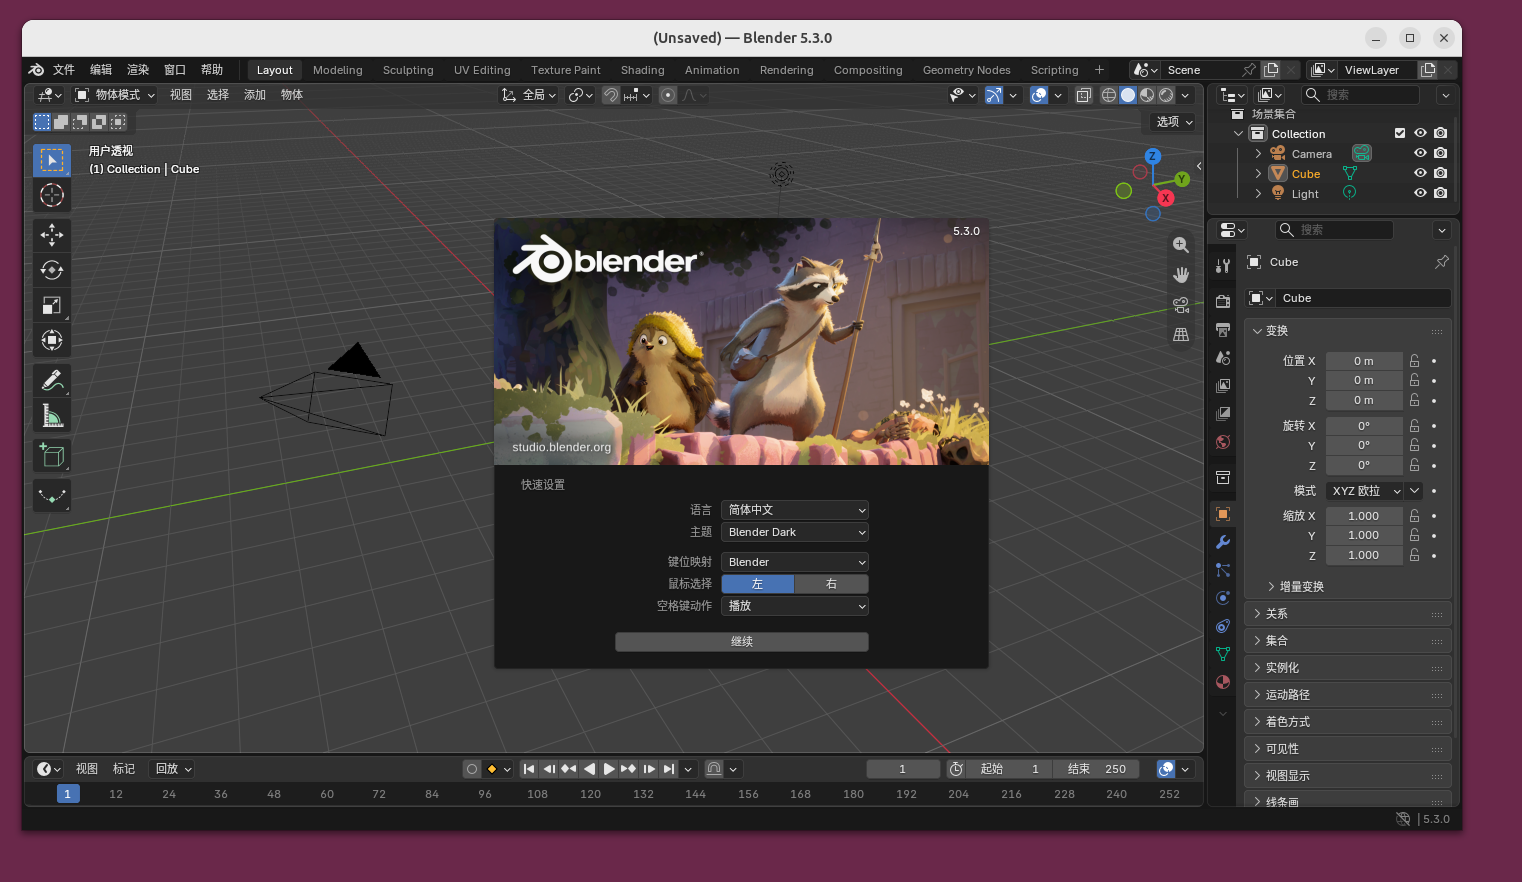 (Unsaved) — Blender 5.3.0
文件 编辑 渲染 窗口 帮助 Layout Modeling Sculpting UV Editing Texture Paint Shading Animation Rendering Compositing Geometry Nodes Scripting + Scene ViewLayer
物体模式 视图 选择 添加 物体 全局 搜索
选项
用户透视
(1) Collection | Cube
场景集合
Collection
Camera
Cube
Light
Z
Y
X
搜索
Cube
Cube
变换
位置 X 0 m
Y 0 m
Z 0 m
旋转 X 0°
Y 0°
Z 0°
模式 XYZ 欧拉
缩放 X 1.000
Y 1.000
Z 1.000
增量变换
关系
集合
实例化
运动路径
着色方式
可见性
视图显示
线条画
5.3.0
blender
studio.blender.org
快速设置
语言 简体中文
主题 Blender Dark
键位映射 Blender
鼠标选择 左 右
空格键动作 播放
继续
视图 标记 回放 1 起始 1 结束 250
1 12 24 36 48 60 72 84 96 108 120 132 144 156 168 180 192 204 216 228 240 252
5.3.0